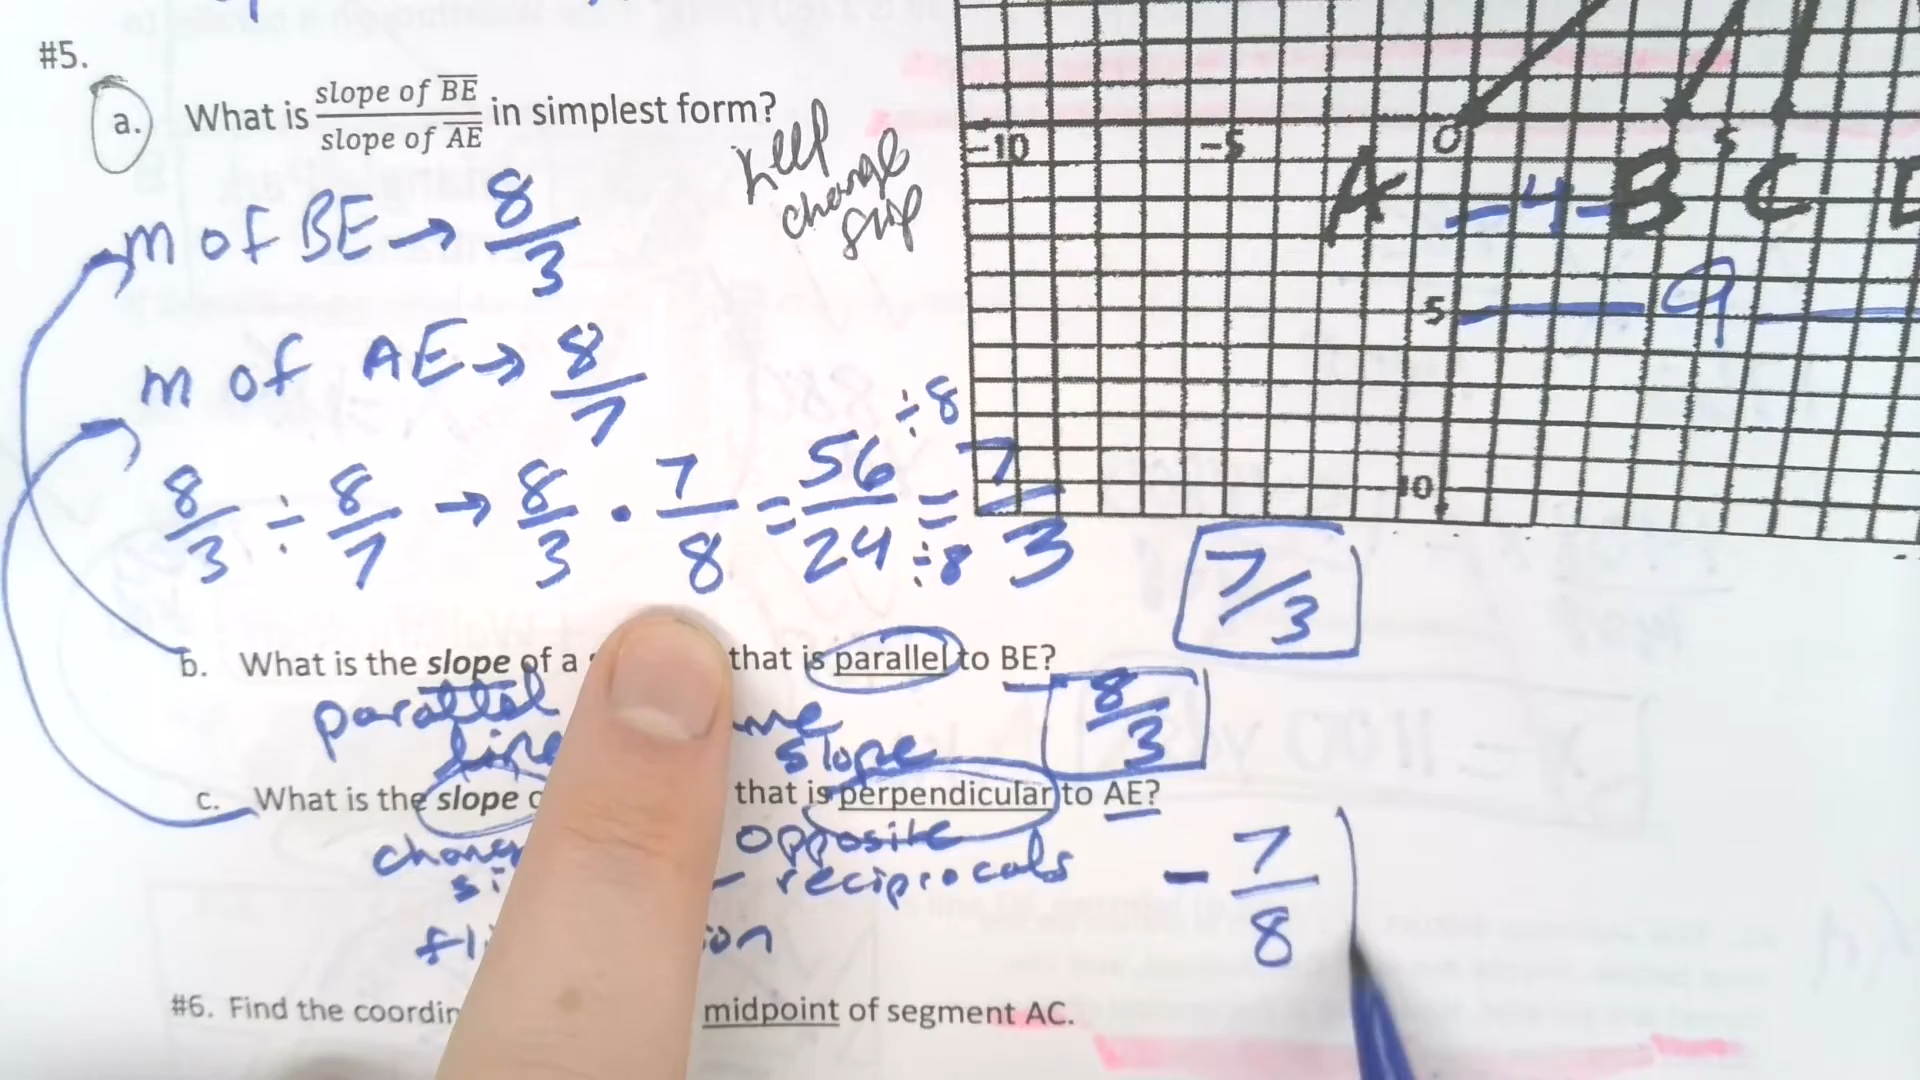 #5.
a. What is slope of BE / slope of AE in simplest form?
keep
change
flip
m of BE → 8/3
m of AE → 8/7
8/3 ÷ 8/7 → 8/3 · 7/8 = 56/24 ÷8/÷8 = 7/3
7/3
b. What is the slope of a that is parallel to BE?
parallel
slope
8/3
c. What is the slope that is perpendicular to AE?
opposite
- reciprocals
- 7/8
#6. Find the midpoint of segment AC.
-10 -5 0 5
A -4- B C
5 9
10